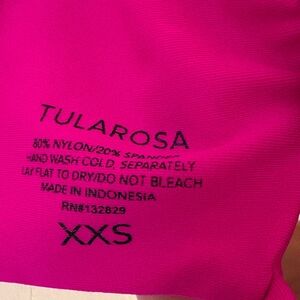 TULAROSA
80% NYLON/20% SPANDEX
HAND WASH COLD, SEPARATELY
LAY FLAT TO DRY/DO NOT BLEACH
MADE IN INDONESIA
RN#132829
XXS